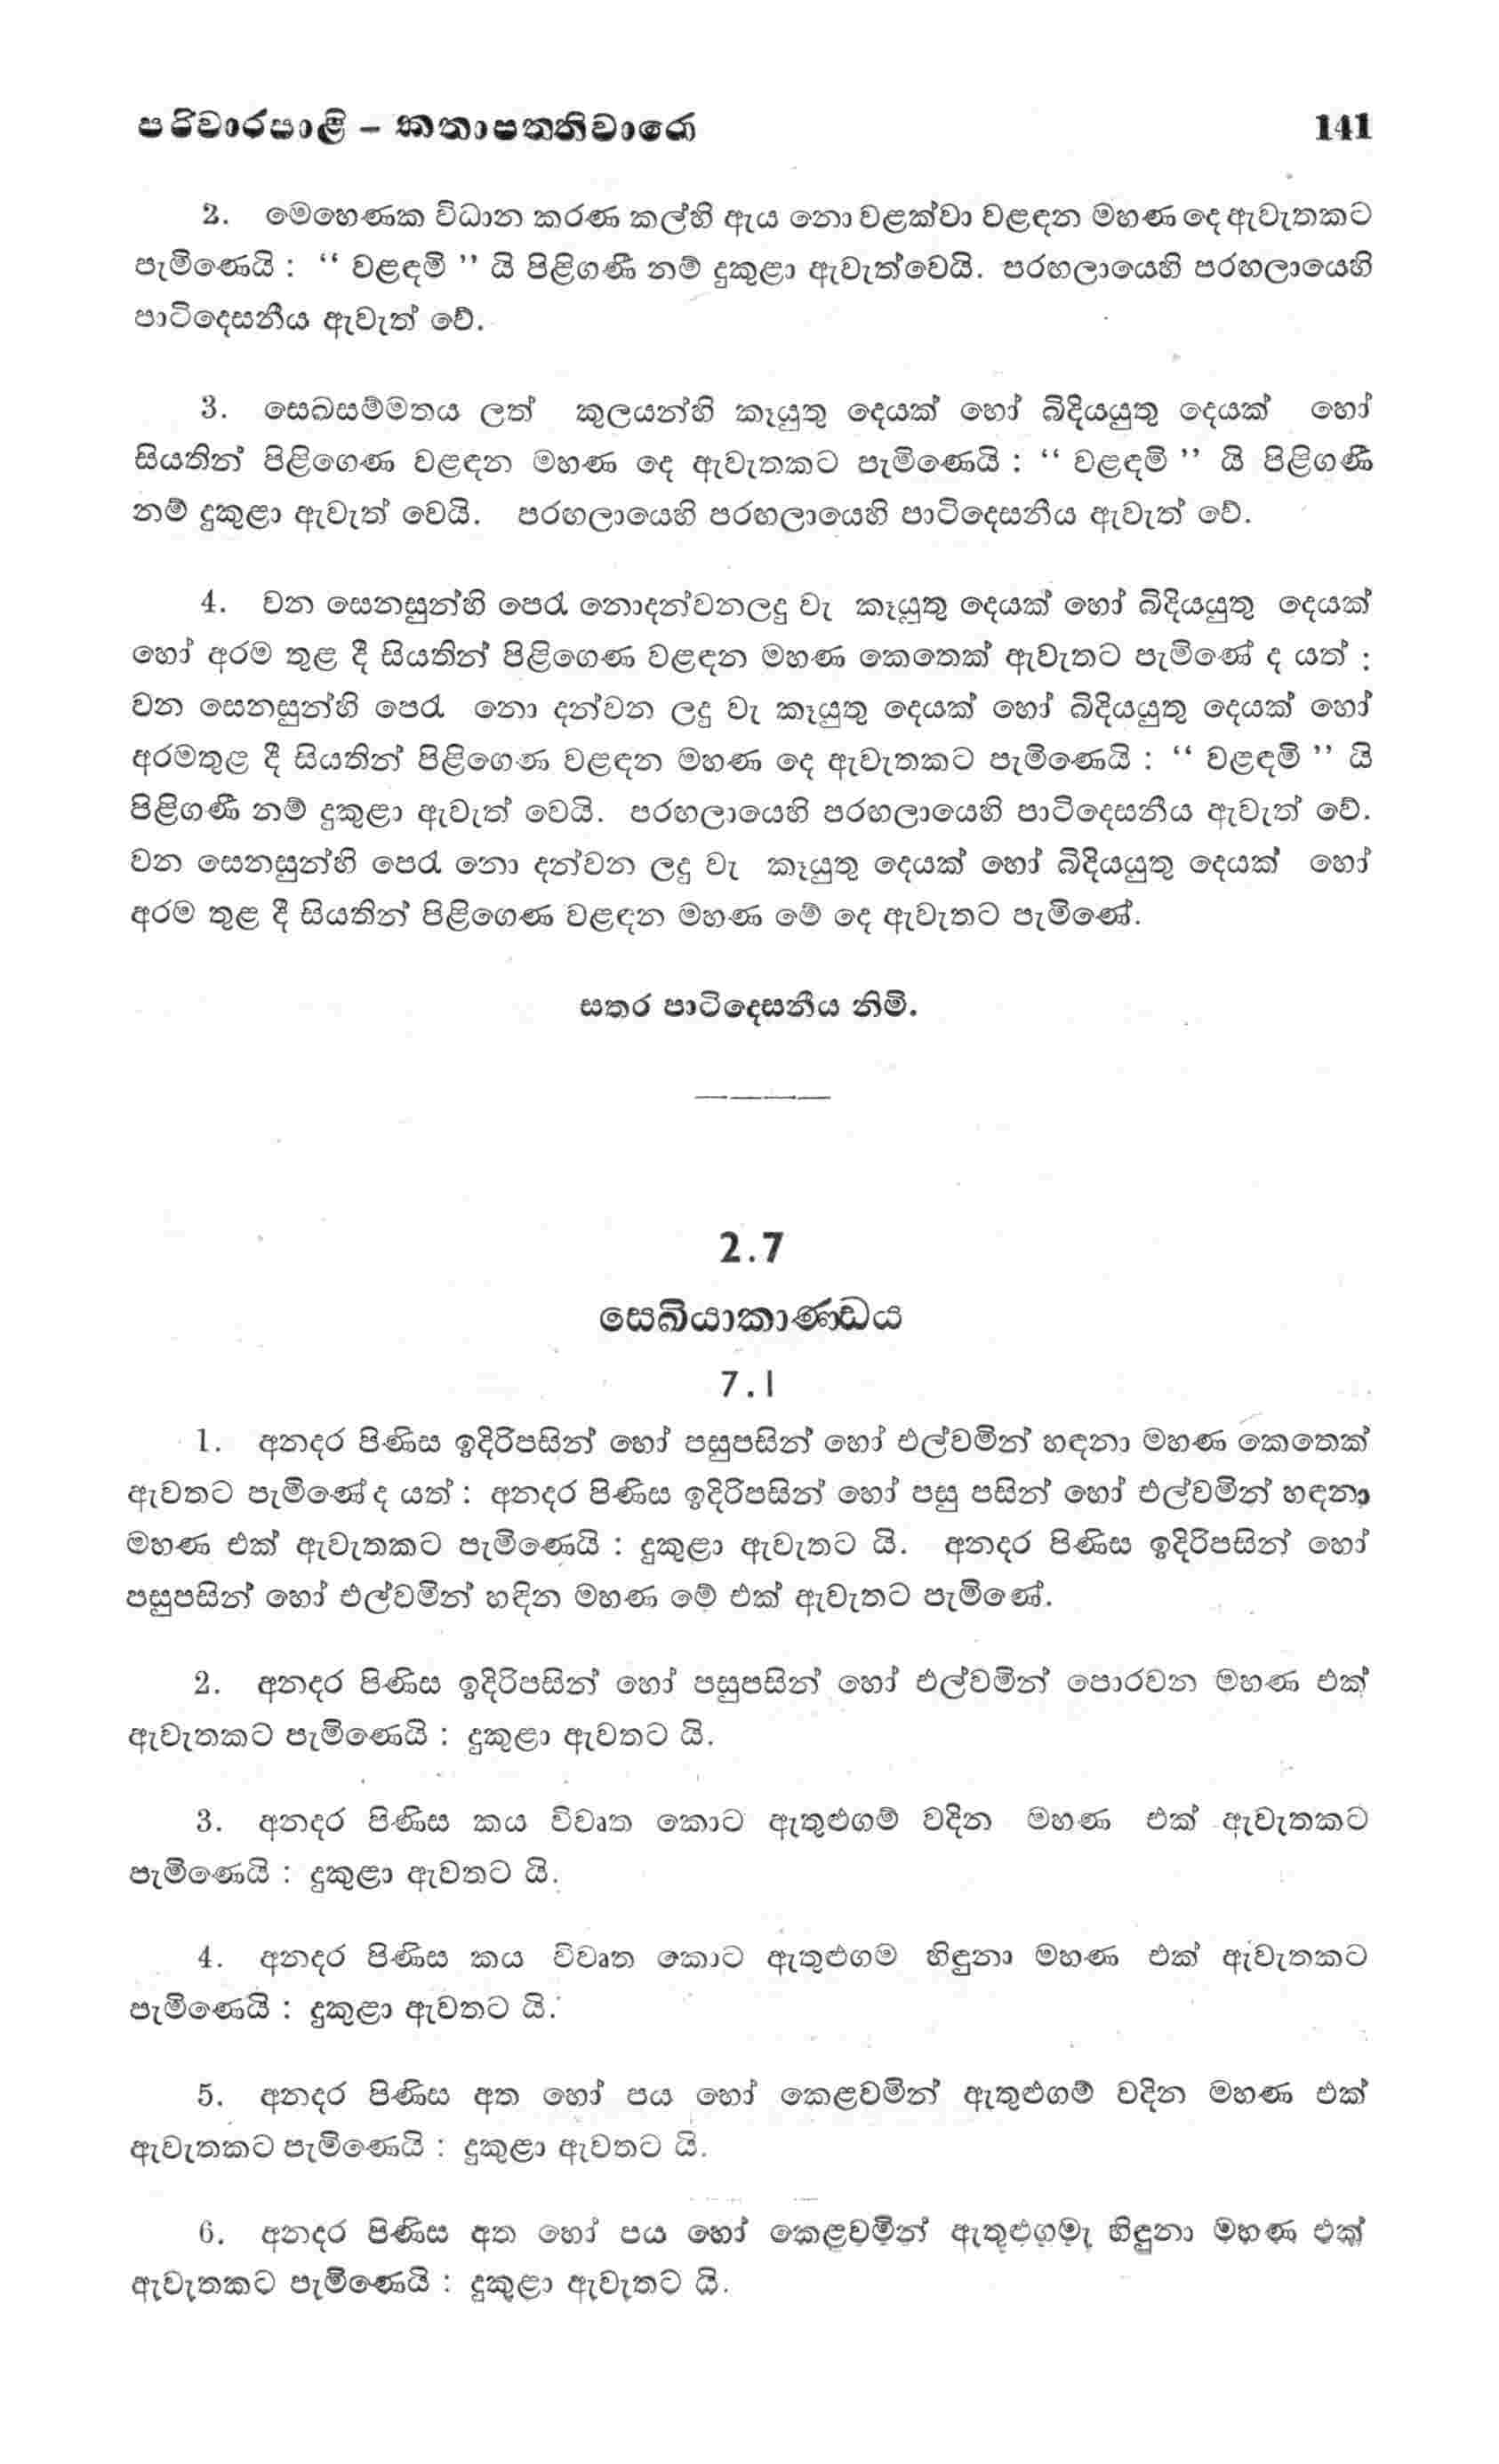 පරිවාරපාළි – කතාපතතිවාරෙ 141
2. මෙහෙණක විධාන කරණ කල්හි ඇය නො වළක්වා වළඳන මහණ දෙ ඇවැතකට
පැමිණෙයි : “ වළඳමි ” යි පිළිගණී නම් දුකුළා ඇවැත්වෙයි. පරගලායෙහි පරගලායෙහි
පාටිදෙසනීය ඇවැත් වේ.
3. සෙඛසම්මතය ලත් කුලයන්හි කෑයුතු දෙයක් හෝ බිදියයුතු දෙයක් හෝ
සියතින් පිළිගෙණ වළඳන මහණ දෙ ඇවැතකට පැමිණෙයි : “ වළඳමි ” යි පිළිගණී
නම් දුකුළා ඇවැත් වෙයි. පරගලායෙහි පරගලායෙහි පාටිදෙසනීය ඇවැත් වේ.
4. වන සෙනසුන්හි පෙරැ නොදන්වනලදු වැ කෑයුතු දෙයක් හෝ බිදියයුතු දෙයක්
හෝ අරම තුළ දී සියතින් පිළිගෙණ වළඳන මහණ කෙතෙක් ඇවැතට පැමිණේ ද යත් :
වන සෙනසුන්හි පෙරැ නො දන්වන ලදු වැ කෑයුතු දෙයක් හෝ බිදියයුතු දෙයක් හෝ
අරමතුළ දී සියතින් පිළිගෙණ වළඳන මහණ දෙ ඇවැතකට පැමිණෙයි : “ වළඳමි ” යි
පිළිගණී නම් දුකුළා ඇවැත් වෙයි. පරගලායෙහි පරගලායෙහි පාටිදෙසනීය ඇවැත් වේ.
වන සෙනසුන්හි පෙරැ නො දන්වන ලදු වැ කෑයුතු දෙයක් හෝ බිදියයුතු දෙයක් හෝ
අරම තුළ දී සියතින් පිළිගෙණ වළඳන මහණ මේ දෙ ඇවැතට පැමිණේ.
සතර පාටිදෙසනීය නිමි.
2.7
සෙඛියාකාණ්ඩය
7.1
1. අනදර පිණිස ඉදිරිපසින් හෝ පසුපසින් හෝ එල්වමින් හඳනා මහණ කෙතෙක්
ඇවතට පැමිණේ ද යත් : අනදර පිණිස ඉදිරිපසින් හෝ පසු පසින් හෝ එල්වමින් හඳනා
මහණ එක් ඇවැතකට පැමිණෙයි : දුකුළා ඇවැතට යි. අනදර පිණිස ඉදිරිපසින් හෝ
පසුපසින් හෝ එල්වමින් හඳින මහණ මේ එක් ඇවැතට පැමිණේ.
2. අනදර පිණිස ඉදිරිපසින් හෝ පසුපසින් හෝ එල්වමින් පොරවන මහණ එක්
ඇවැතකට පැමිණෙයි : දුකුළා ඇවතට යි.
3. අනදර පිණිස කය විවෘත කොට ඇතුළුගම් වදින මහණ එක් ඇවැතකට
පැමිණෙයි : දුකුළා ඇවතට යි.
4. අනදර පිණිස කය විවෘත කොට ඇතුළුගම හිඳුනා මහණ එක් ඇවැතකට
පැමිණෙයි : දුකුළා ඇවතට යි.
5. අනදර පිණිස අත හෝ පය හෝ කෙළවමින් ඇතුළුගම් වදින මහණ එක්
ඇවැතකට පැමිණෙයි : දුකුළා ඇවතට යි.
6. අනදර පිණිස අත හෝ පය හෝ කෙළවමින් ඇතුළුගමැ හිඳුනා මහණ එක්
ඇවැතකට පැමිණෙයි : දුකුළා ඇවැතට යි.